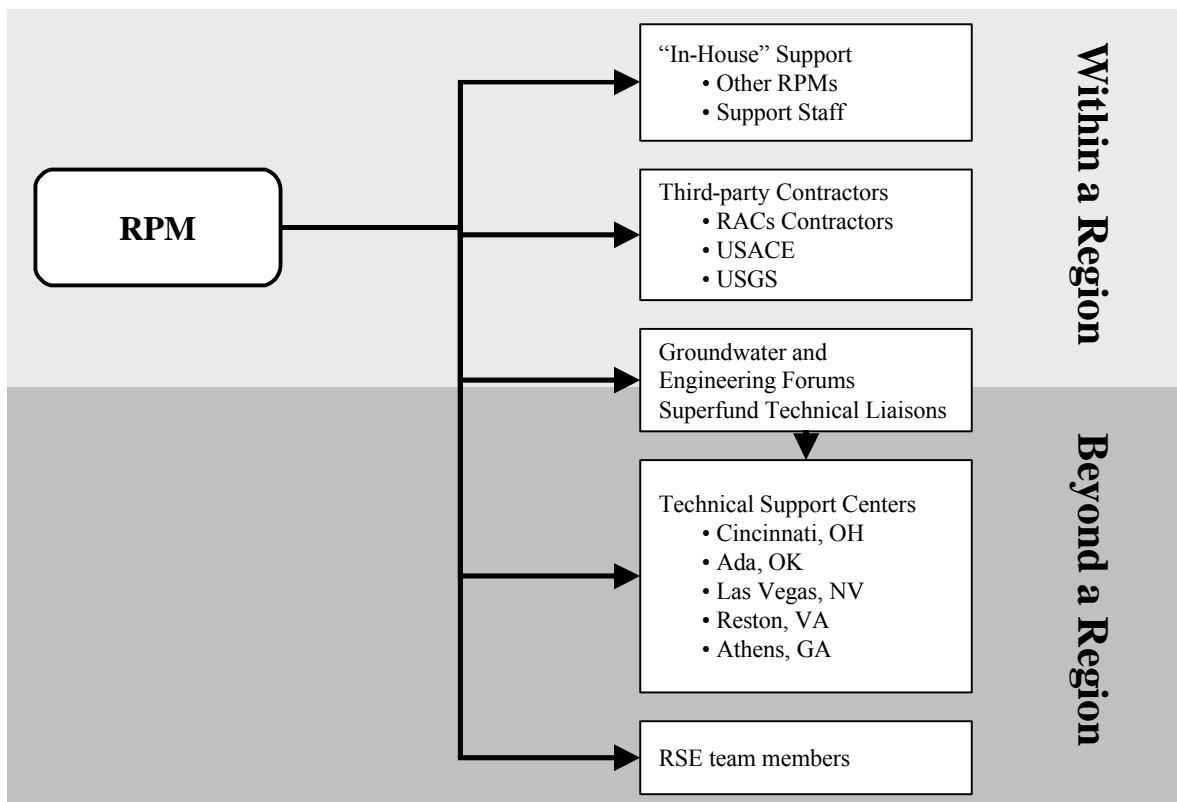 RPM
“In-House” Support
• Other RPMs
• Support Staff
Third-party Contractors
• RACs Contractors
• USACE
• USGS
Groundwater and
Engineering Forums
Superfund Technical Liaisons
Technical Support Centers
• Cincinnati, OH
• Ada, OK
• Las Vegas, NV
• Reston, VA
• Athens, GA
RSE team members
Within a Region
Beyond a Region